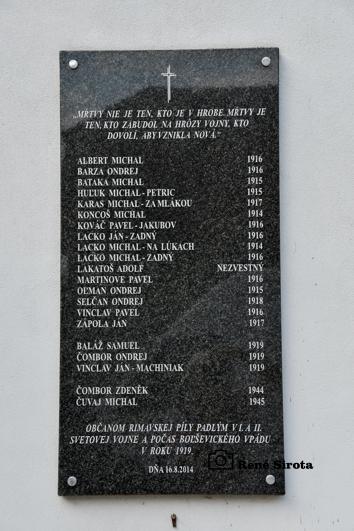 „MŔTVY NIE JE TEN, KTO JE V HROBE. MŔTVY JE
TEN, KTO ZABUDOL NA HRÔZY VOJNY, KTO
DOVOLÍ, ABY VZNIKLA NOVÁ.“
ALBERT MICHAL 1916
BARZA ONDREJ 1916
BATAKA MICHAL 1915
HUĽUK MICHAL - PETRIC 1915
KARAS MICHAL - ZA MLÁKOU 1917
KONCOŠ MICHAL 1914
KOVÁČ PAVEL - JAKUBOV 1916
LACKO JÁN - ZADNÝ 1916
LACKO MICHAL - NA LÚKACH 1914
LACKO MICHAL - ZADNÝ 1916
LAKATOŠ ADOLF NEZVESTNÝ
MARTINOVE PAVEL 1916
OĽMAN ONDREJ 1915
SELČAN ONDREJ 1918
VINCLAV PAVEL 1916
ZÁPOLA JÁN 1917
BALÁŽ SAMUEL 1919
ČOMBOR ONDREJ 1919
VINCLAV JÁN - MACHINIAK 1919
ČOMBOR ZDENĚK 1944
ČUVAJ MICHAL 1945
OBČANOM RIMAVSKEJ PÍLY PADLÝM V I. A II.
SVETOVEJ VOJNE A POČAS BOĽŠEVICKÉHO VPÁDU
V ROKU 1919.
DŇA 16.8.2014
René Sirota